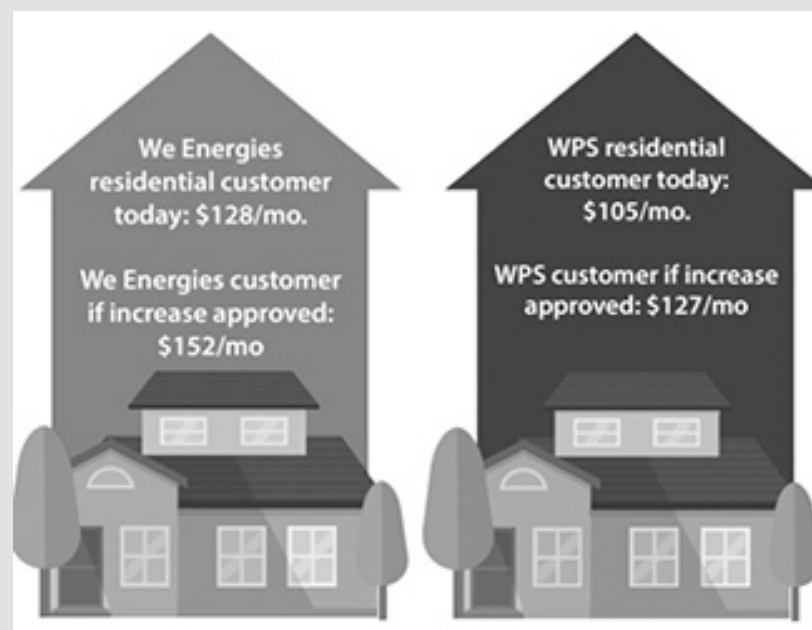 We Energies
residential customer
today: $128/mo.
We Energies customer
if increase approved:
$152/mo
WPS residential
customer today:
$105/mo.
WPS customer if increase
approved: $127/mo